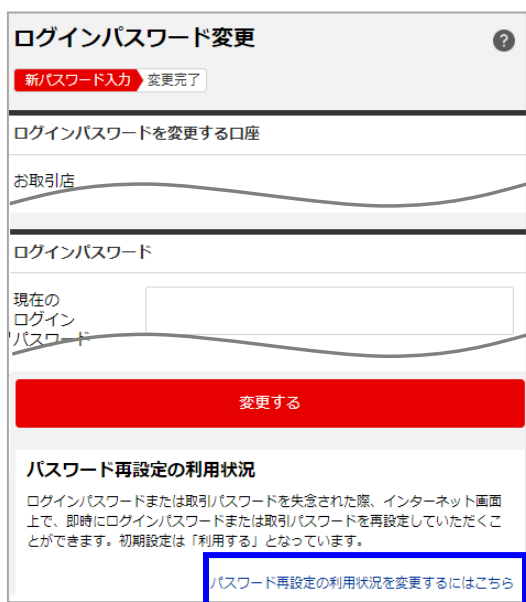 ログインパスワード変更
?
新パスワード入力 変更完了
ログインパスワードを変更する口座
お取引店
ログインパスワード
現在の
ログイン
パスワード
変更する
パスワード再設定の利用状況
ログインパスワードまたは取引パスワードを失念された際、インターネット画面
上で、即時にログインパスワードまたは取引パスワードを再設定していただくこ
とができます。初期設定は「利用する」となっています。
パスワード再設定の利用状況を変更するにはこちら